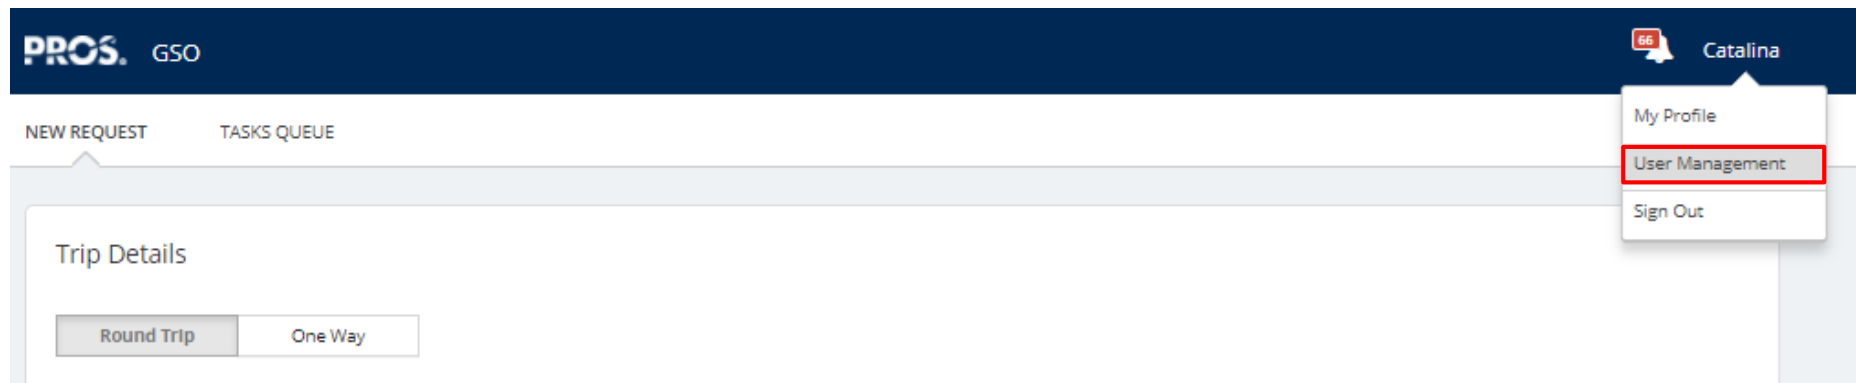 PROS. GSO
66
Catalina
My Profile
User Management
Sign Out
NEW REQUEST
TASKS QUEUE
Trip Details
Round Trip
One Way